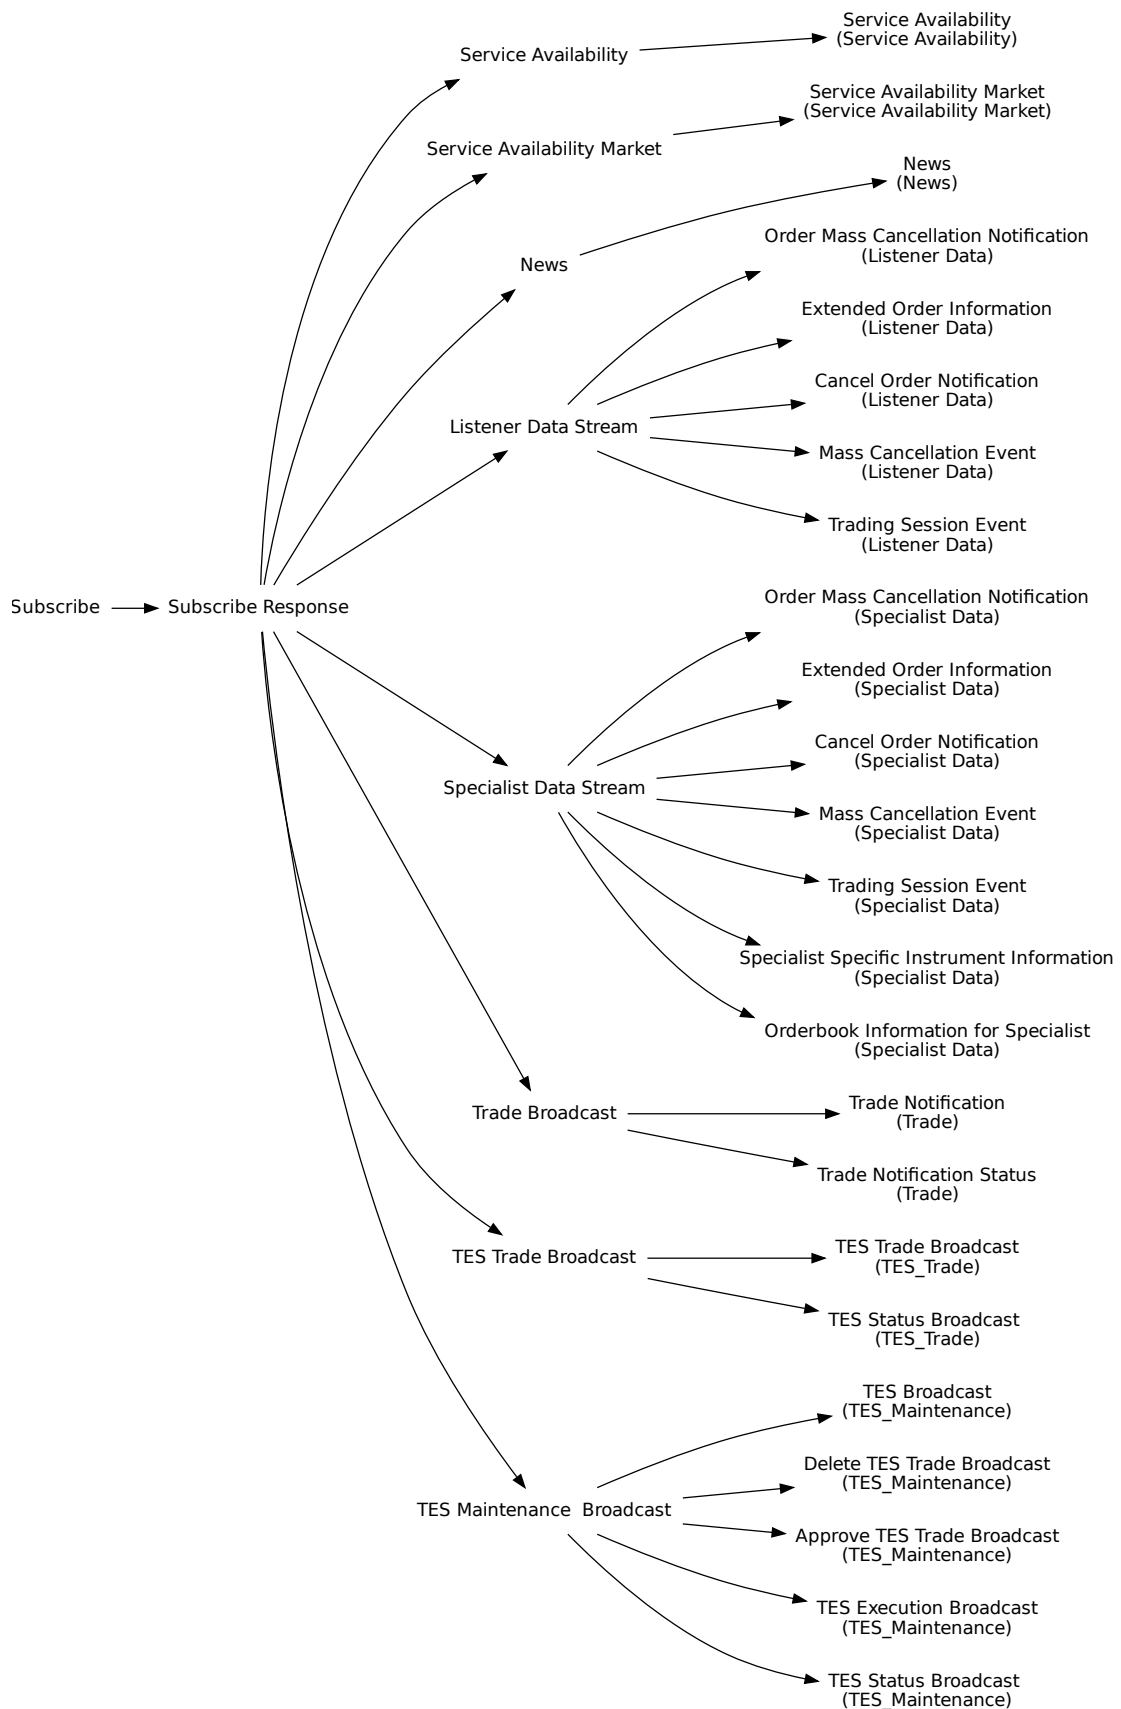 Service Availability
(Service Availability)
Service Availability
Service Availability Market
(Service Availability Market)
Service Availability Market
News
(News)
News
Order Mass Cancellation Notification
(Listener Data)
Extended Order Information
(Listener Data)
Cancel Order Notification
(Listener Data)
Listener Data Stream
Mass Cancellation Event
(Listener Data)
Trading Session Event
(Listener Data)
Subscribe
Subscribe Response
Order Mass Cancellation Notification
(Specialist Data)
Extended Order Information
(Specialist Data)
Cancel Order Notification
(Specialist Data)
Specialist Data Stream
Mass Cancellation Event
(Specialist Data)
Trading Session Event
(Specialist Data)
Specialist Specific Instrument Information
(Specialist Data)
Orderbook Information for Specialist
(Specialist Data)
Trade Broadcast
Trade Notification
(Trade)
Trade Notification Status
(Trade)
TES Trade Broadcast
TES Trade Broadcast
(TES_Trade)
TES Status Broadcast
(TES_Trade)
TES Broadcast
(TES_Maintenance)
Delete TES Trade Broadcast
(TES_Maintenance)
TES Maintenance  Broadcast
Approve TES Trade Broadcast
(TES_Maintenance)
TES Execution Broadcast
(TES_Maintenance)
TES Status Broadcast
(TES_Maintenance)